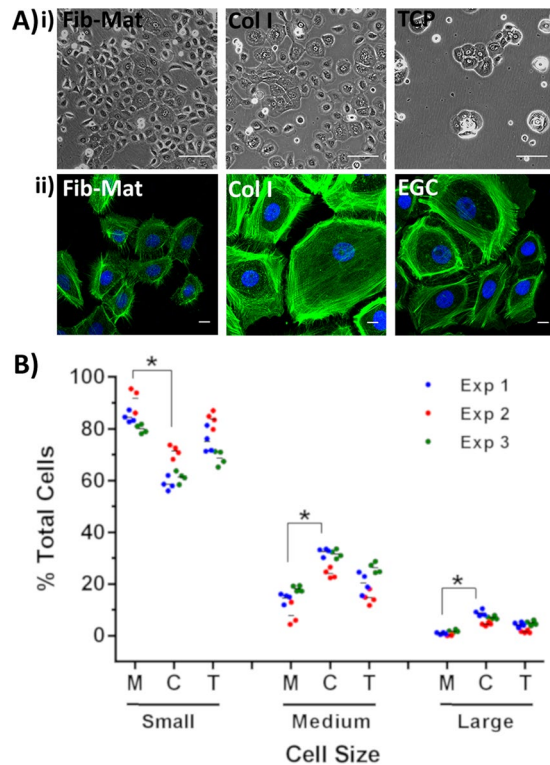 A) i) Fib-Mat Col I TCP
ii) Fib-Mat Col I EGC
B)
*
Exp 1
Exp 2
Exp 3
100
80
60
40
20
0
% Total Cells
*
*
M C T M C T M C T
Small Medium Large
Cell Size